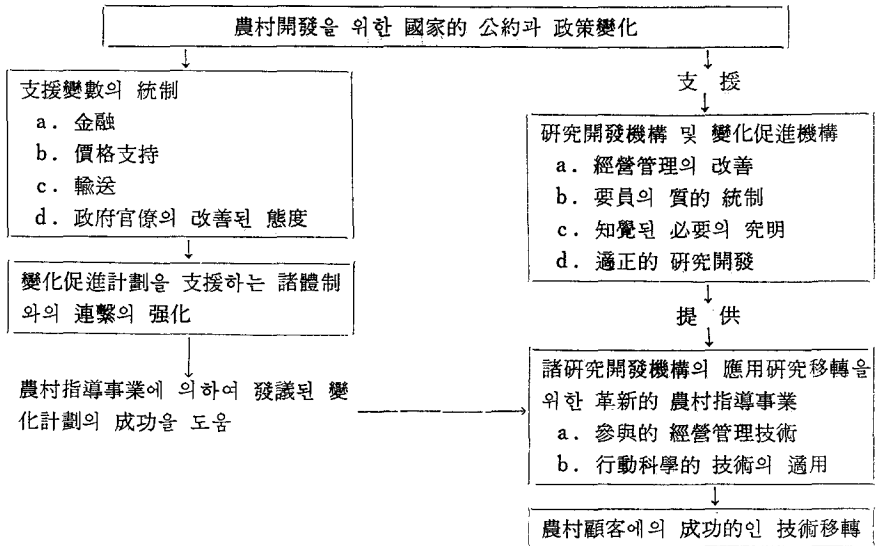 農村開發을 위한 國家的 公約과 政策變化
支援變數의 統制
a. 金融
b. 價格支持
c. 輸送
d. 政府官僚의 改善된 態度
變化促進計劃을 支援하는 諸體制
와의 連繫의 强化
農村指導事業에 의하여 發議된 變
化計劃의 成功을 도움
支 援
硏究開發機構 및 變化促進機構
a. 經營管理의 改善
b. 要員의 質的 統制
c. 知覺된 必要의 究明
d. 適正的 硏究開發
提 供
諸硏究開發機構의 應用硏究移轉을
위한 革新的 農村指導事業
a. 參與的 經營管理技術
b. 行動科學的 技術의 適用
農村顧客에의 成功的인 技術移轉